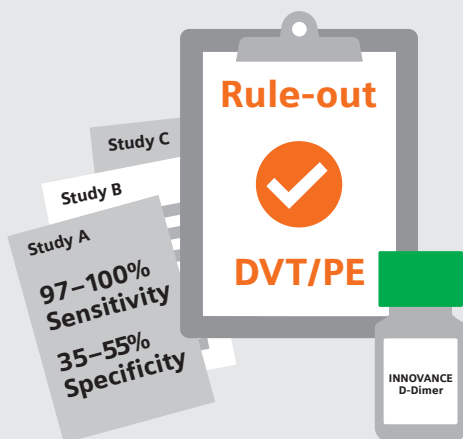 Study C
Study B
Study A
97–100%
Sensitivity
35–55%
Specificity
Rule-out
DVT/PE
INNOVANCE
D-Dimer